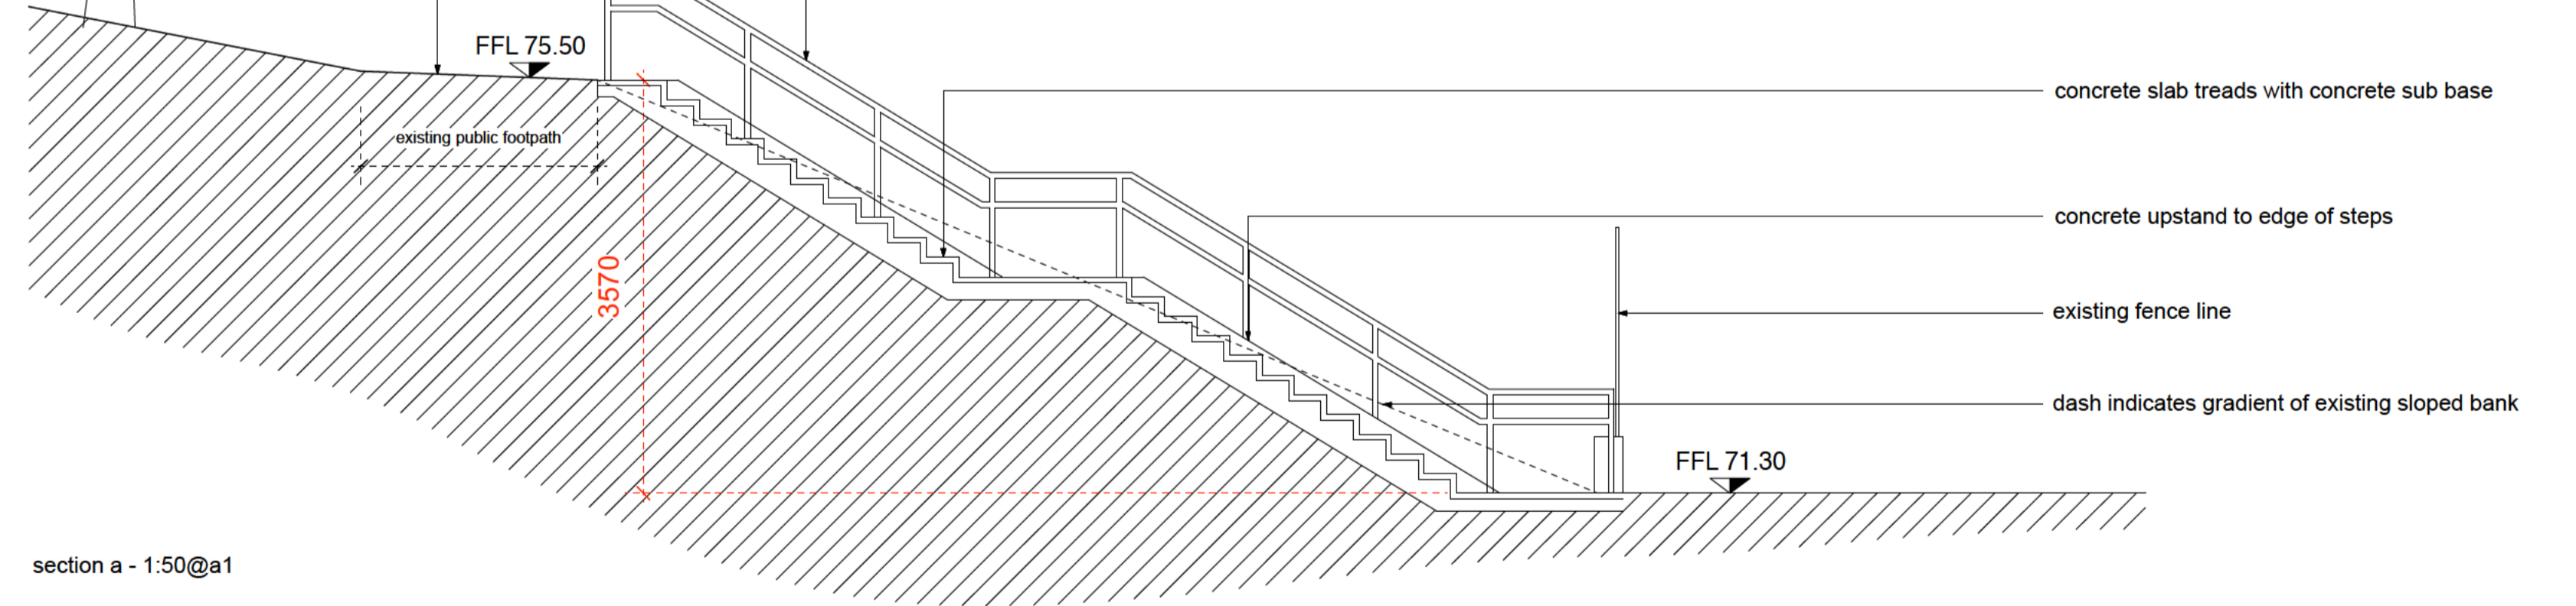 FFL 75.50
concrete slab treads with concrete sub base
existing public footpath
concrete upstand to edge of steps
3570
existing fence line
dash indicates gradient of existing sloped bank
FFL 71.30
section a - 1:50@a1